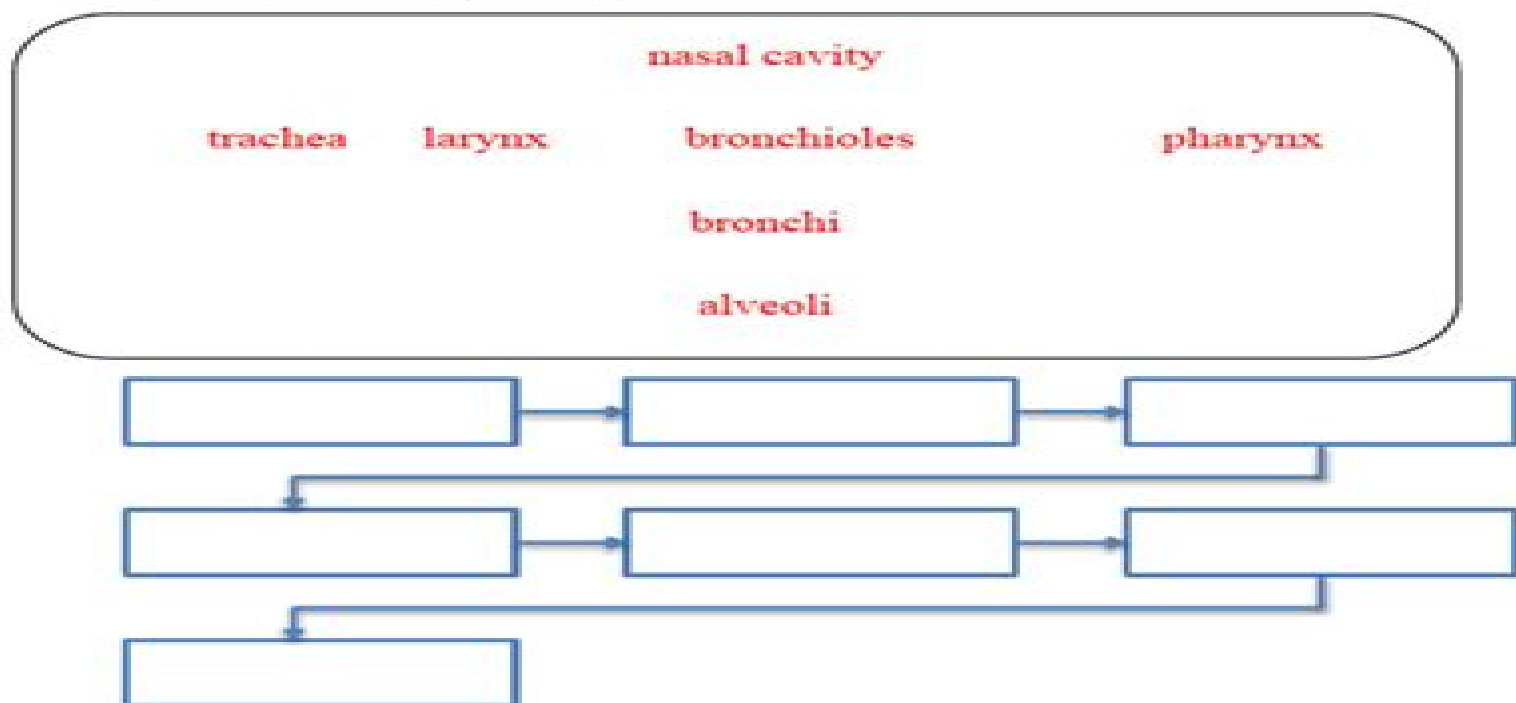 nasal cavity
trachea larynx bronchioles pharynx
bronchi
alveoli